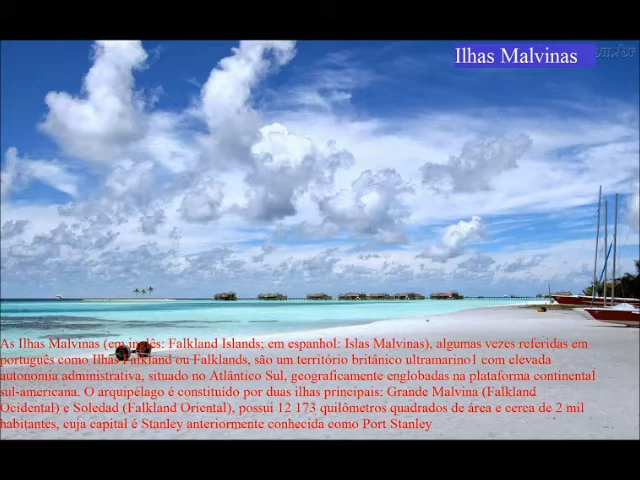 Ilhas Malvinas
As Ilhas Malvinas (em inglês: Falkland Islands; em espanhol: Islas Malvinas), algumas vezes referidas em
português como Ilhas Falkland ou Falklands, são um território britânico ultramarino1 com elevada
autonomia administrativa, situado no Atlântico Sul, geograficamente englobadas na plataforma continental
sul-americana. O arquipélago é constituído por duas ilhas principais: Grande Malvina (Falkland
Ocidental) e Soledad (Falkland Oriental), possui 12 173 quilômetros quadrados de área e cerca de 2 mil
habitantes, cuja capital é Stanley anteriormente conhecida como Port Stanley